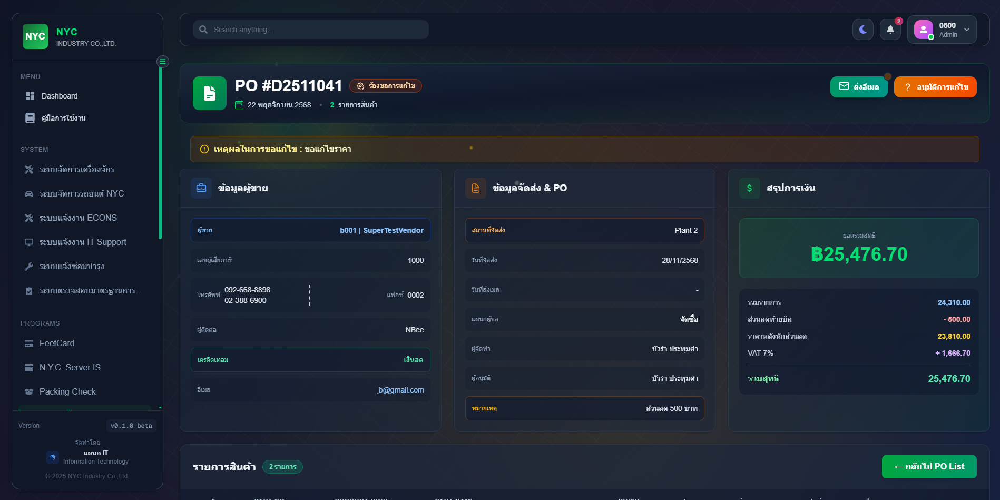 NYC
NYC
INDUSTRY CO.,LTD.
MENU
Dashboard
คู่มือการใช้งาน
SYSTEM
ระบบจัดการเครื่องจักร
ระบบจัดการรถยนต์ NYC
ระบบแจ้งงาน ECONS
ระบบแจ้งงาน IT Support
ระบบแจ้งซ่อมบำรุง
ระบบตรวจสอบมาตรฐานการ...
PROGRAMS
FeetCard
N.Y.C. Server IS
Packing Check
Version v0.1.0-beta
จัดทำโดย
แผนก IT
Information Technology
© 2025 NYC Industry Co.,Ltd.
Search anything...
2
0500
Admin
PO #D2511041 ร้องขอการแก้ไข
22 พฤศจิกายน 2568 • 2 รายการสินค้า
ส่งอีเมล
? อนุมัติการแก้ไข
เหตุผลในการขอแก้ไข : ขอแก้ไขราคา
ข้อมูลผู้ขาย
ผู้ขาย b001 | SuperTestVendor
เลขผู้เสียภาษี 1000
โทรศัพท์ 092-668-8898
02-388-6900
แฟกซ์ 0002
ผู้ติดต่อ NBee
เครดิตเทอม เงินสด
อีเมล .b@gmail.com
ข้อมูลจัดส่ง & PO
สถานที่จัดส่ง Plant 2
วันที่จัดส่ง 28/11/2568
วันที่ส่งเมล -
แผนกผู้ขอ จัดซื้อ
ผู้จัดทำ บัวรำ ประทุมคำ
ผู้อนุมัติ บัวรำ ประทุมคำ
หมายเหตุ ส่วนลด 500 บาท
$ สรุปการเงิน
ยอดรวมสุทธิ
฿25,476.70
รวมรายการ 24,310.00
ส่วนลดท้ายบิล - 500.00
ราคาหลังหักส่วนลด 23,810.00
VAT 7% + 1,666.70
รวมสุทธิ 25,476.70
รายการสินค้า 2 รายการ
← กลับไป PO List